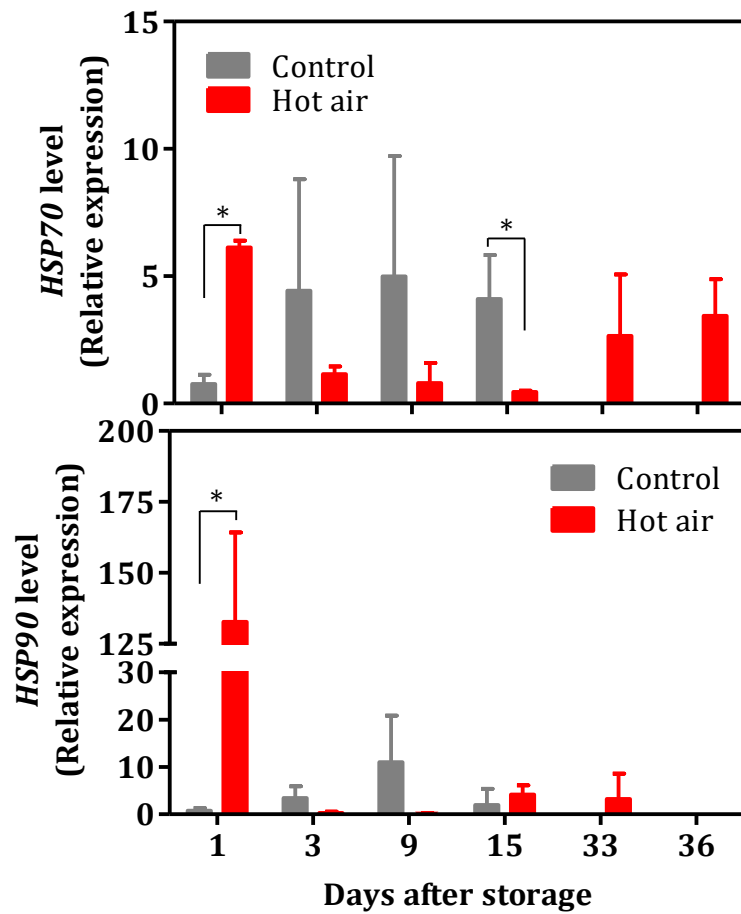 15
Control
Hot air
10
HSP70 level
(Relative expression)
*
*
5
0
200
Control
Hot air
175
*
150
HSP90 level
(Relative expression)
125
30
20
10
0
1 3 9 15 33 36
Days after storage